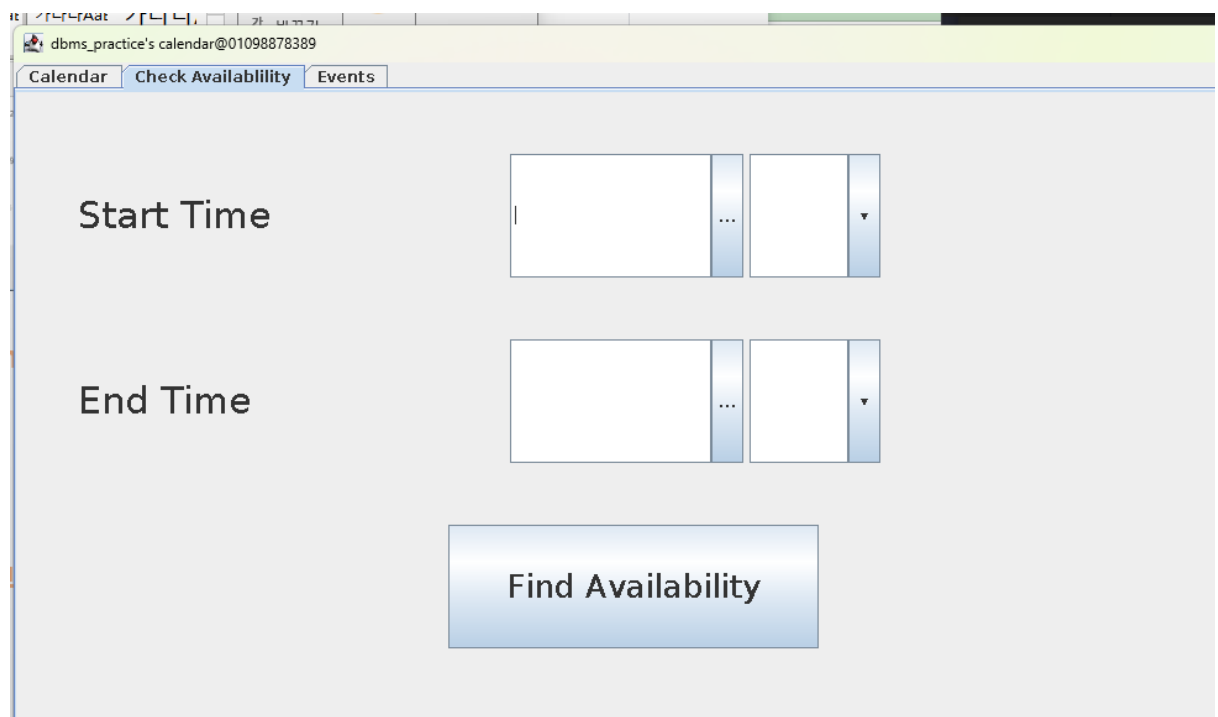 dbms_practice's calendar@01098878389
Calendar Check Availablility Events
Start Time
...
End Time
...
Find Availability